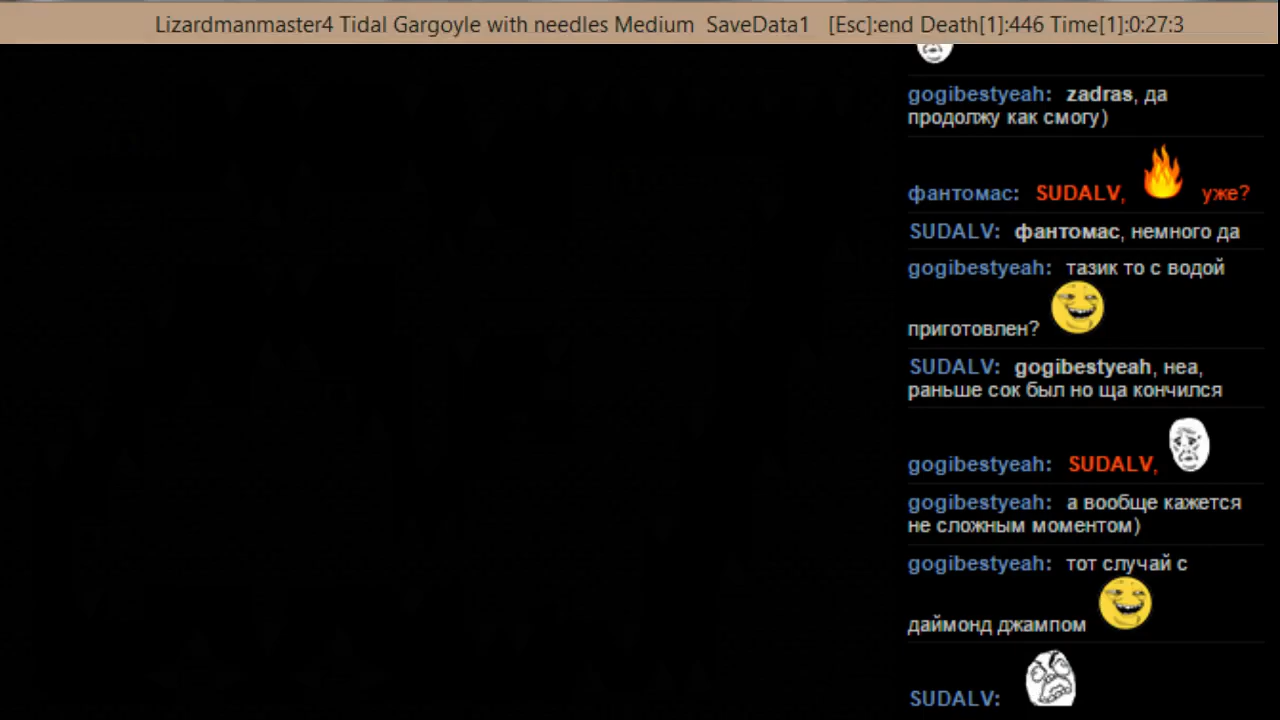 Lizardmanmaster4 Tidal Gargoyle with needles Medium  SaveData1   [Esc]:end Death[1]:446 Time[1]:0:27:3
gogibestyeah: zadras, да
продолжу как смогу)
фантомас: SUDALV, уже?
SUDALV: фантомас, немного да
gogibestyeah: тазик то с водой
приготовлен?
SUDALV: gogibestyeah, неа,
раньше сок был но ща кончился
gogibestyeah: SUDALV,
gogibestyeah: а вообще кажется
не сложным моментом)
gogibestyeah: тот случай с
даймонд джампом
SUDALV: